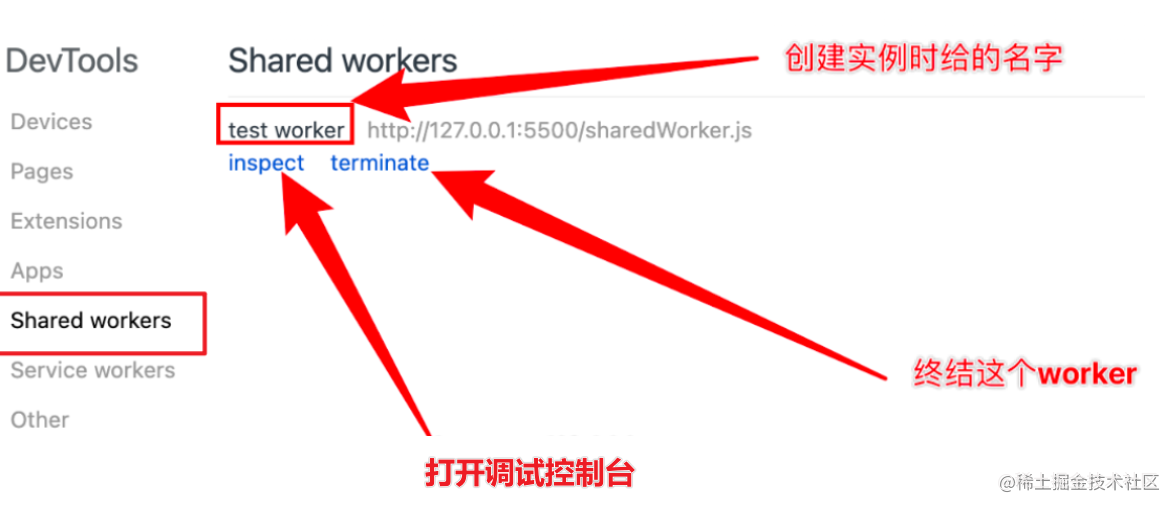 创建实例时给的名字
DevTools
Shared workers
Devices
test worker http://127.0.0.1:5500/sharedWorker.js
inspect terminate
Pages
Extensions
Apps
Shared workers
Service workers
终结这个worker
Other
打开调试控制台
@稀土掘金技术社区